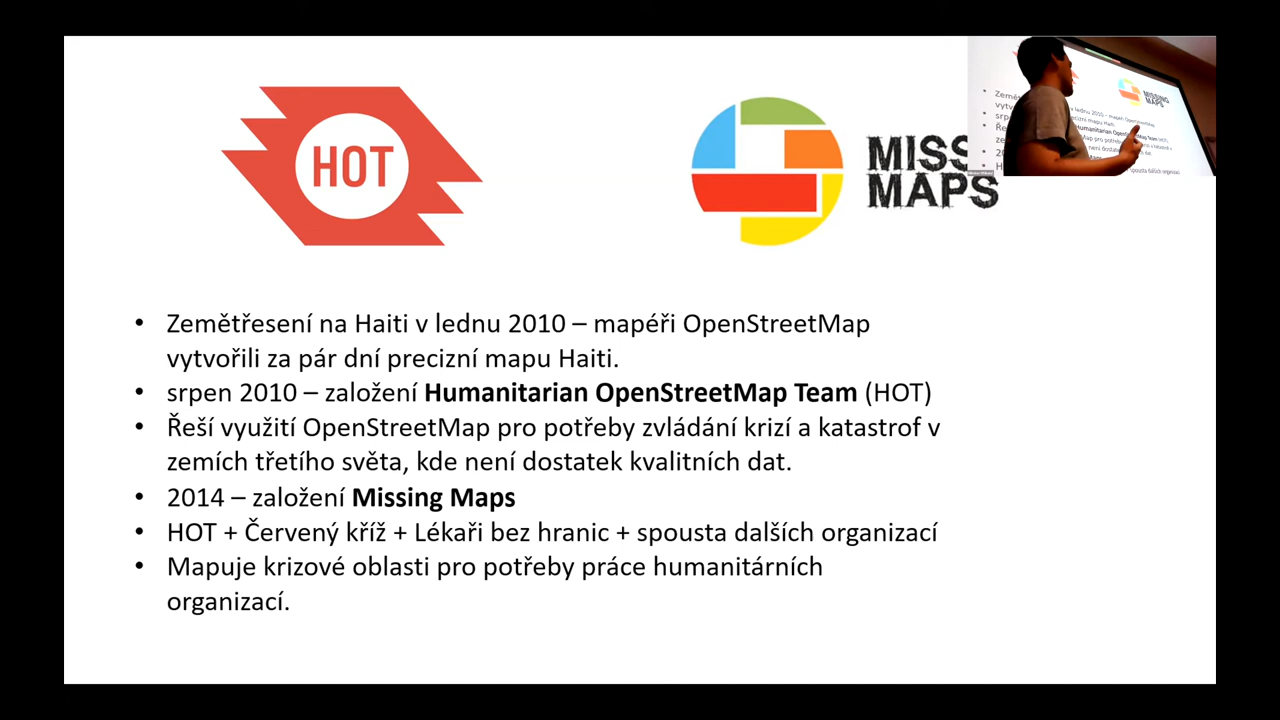 HOT
MISS
MAPS
• Zemětřesení na Haiti v lednu 2010 – mapéři OpenStreetMap
vytvořili za pár dní precizní mapu Haiti.
• srpen 2010 – založení Humanitarian OpenStreetMap Team (HOT)
• Řeší využití OpenStreetMap pro potřeby zvládání krizí a katastrof v
zemích třetího světa, kde není dostatek kvalitních dat.
• 2014 – založení Missing Maps
• HOT + Červený kříž + Lékaři bez hranic + spousta dalších organizací
• Mapuje krizové oblasti pro potřeby práce humanitárních
organizací.
MISSING
MAPS